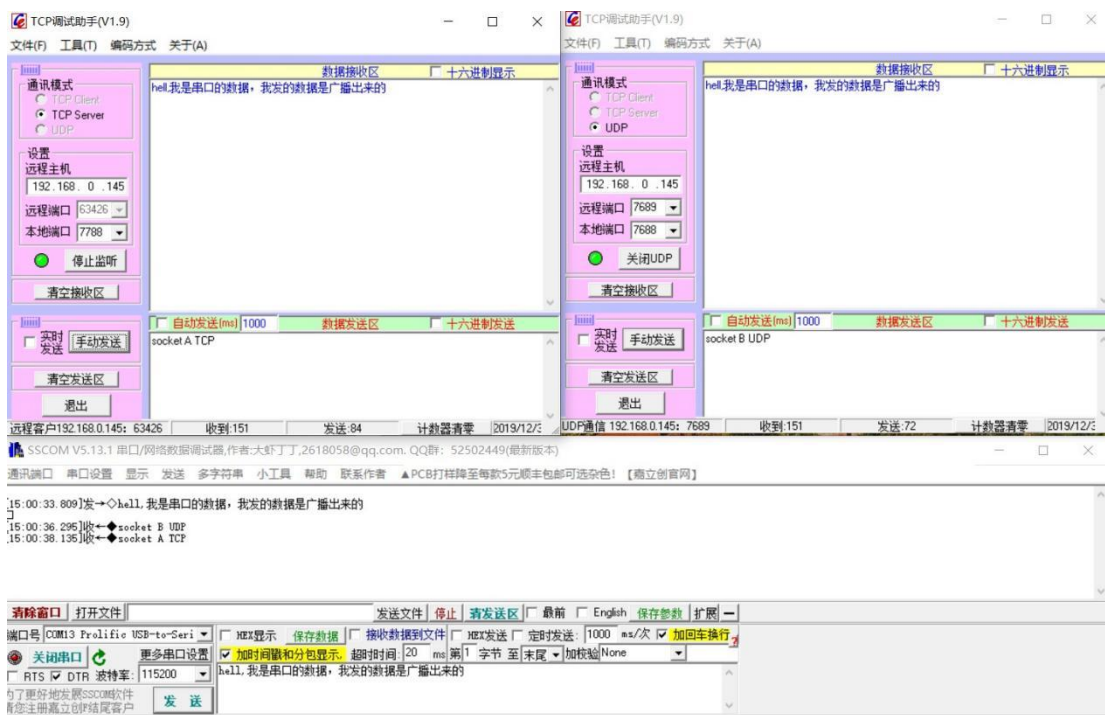 TCP调试助手(V1.9)
文件(F) 工具(T) 编码方式 关于(A)
通讯模式
TCP Client
TCP Server
UDP
设置
远程主机
192.168. 0 .145
远程端口 63426
本地端口 7788
停止监听
清空接收区
数据接收区 十六进制显示
hell.我是串口的数据，我发的数据是广播出来的
实时发送 手动发送
清空发送区
退出
自动发送(ms) 1000 数据发送区 十六进制发送
socket A TCP
远程客户192.168.0.145: 63426 收到:151 发送:84 计数器清零 2019/12/3
TCP调试助手(V1.9)
文件(F) 工具(T) 编码方式 关于(A)
通讯模式
TCP Client
TCP Server
UDP
设置
远程主机
192.168. 0 .145
远程端口 7689
本地端口 7688
关闭UDP
清空接收区
数据接收区 十六进制显示
hell.我是串口的数据，我发的数据是广播出来的
实时发送 手动发送
清空发送区
退出
自动发送(ms) 1000 数据发送区 十六进制发送
socket B UDP
UDP通信 192.168.0.145: 7689 收到:151 发送:72 计数器清零 2019/12/3
SSCOM V5.13.1 串口/网络数据调试器,作者:大虾丁丁,2618058@qq.com. QQ群: 52502449(最新版本)
通讯端口 串口设置 显示 发送 多字符串 小工具 帮助 联系作者 ▲PCB打样降至每款5元顺丰包邮可选杂色! 【嘉立创官网】
[15:00:33.809]发→◇hell,我是串口的数据，我发的数据是广播出来的
[15:00:36.295]收←◆socket B UDP
[15:00:38.135]收←◆socket A TCP
清除窗口 打开文件 发送文件 停止 清发送区 最前 English 保存参数 扩展 —
端口号 COM13 Prolific USB-to-Seri HEX显示 保存数据 接收数据到文件 HEX发送 定时发送: 1000 ms/次 加回车换行
关闭串口 更多串口设置 加时间戳和分包显示. 超时时间: 20 ms 第1 字节 至 末尾 加校验 None
RTS DTR 波特率: 115200 hell,我是串口的数据，我发的数据是广播出来的
为了更好地发展SSCOM软件
请您注册嘉立创F结尾客户
发 送